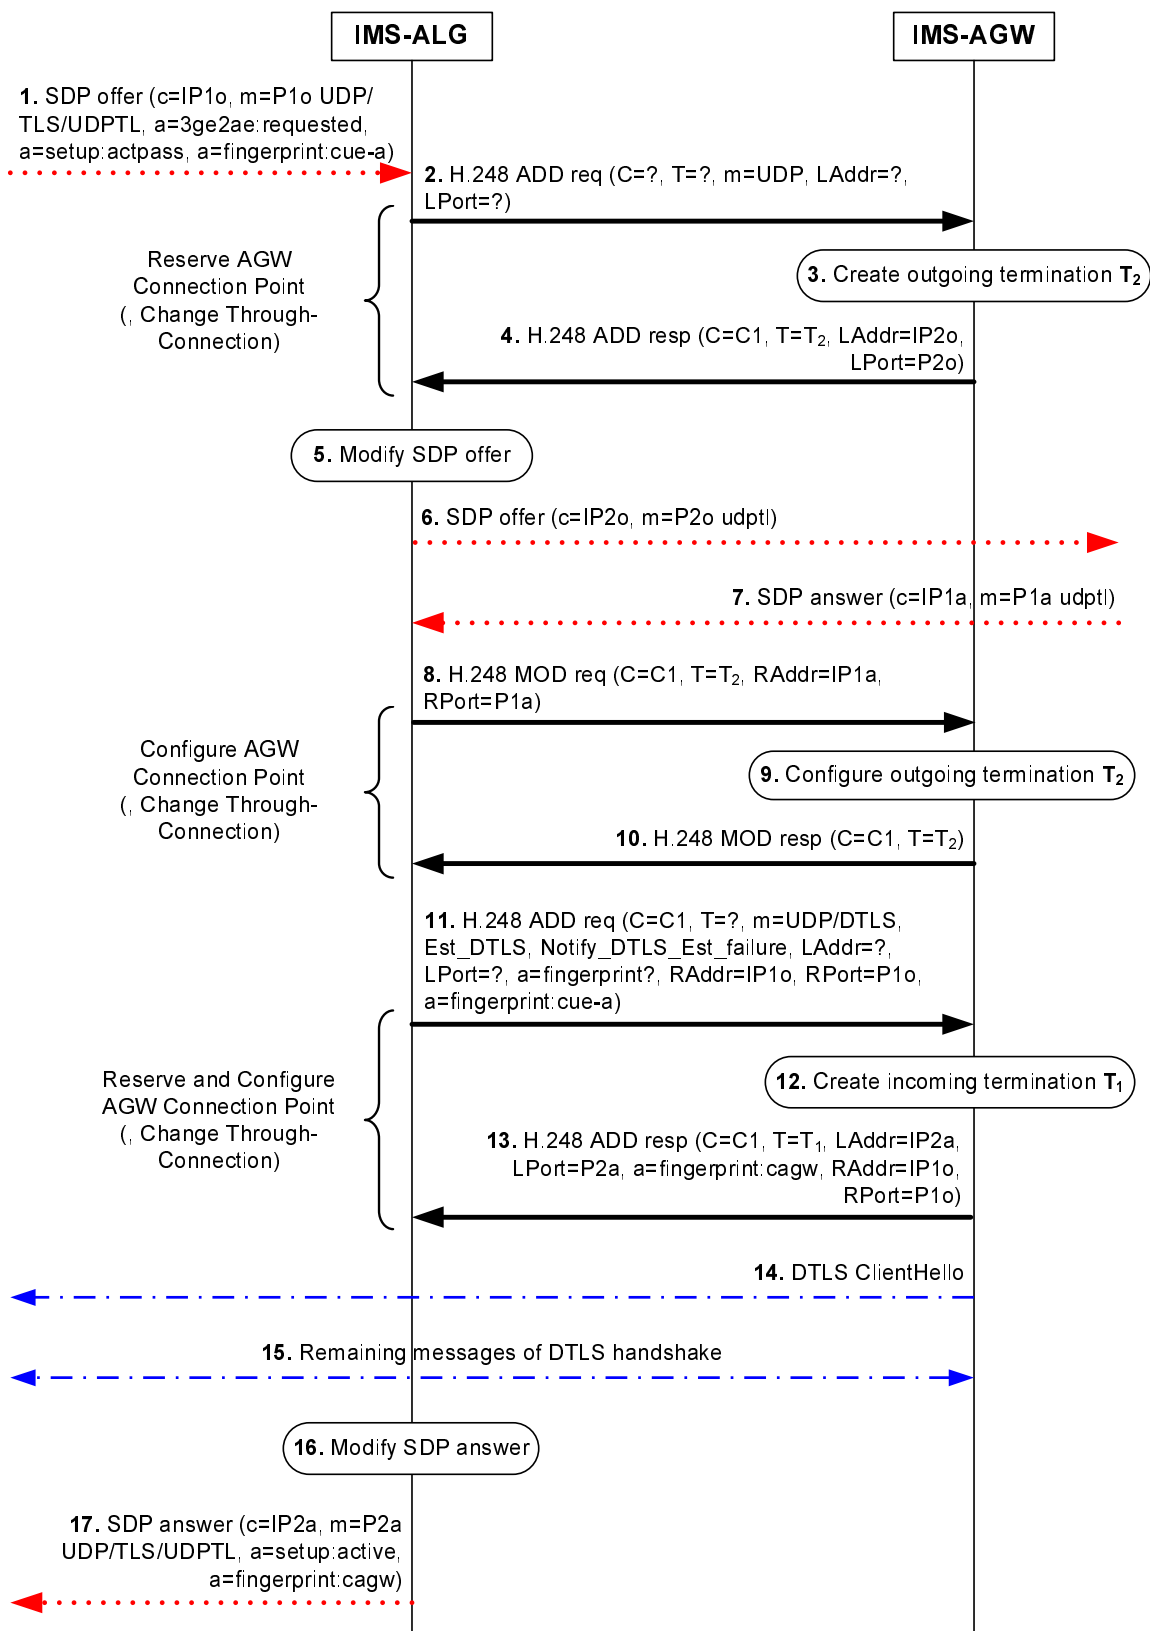 IMS-ALG
IMS-AGW
1. SDP offer (c=IP1o, m=P1o UDP/
TLS/UDPTL, a=3ge2ae:requested,
a=setup:actpass, a=fingerprint:cue-a)
2. H.248 ADD req (C=?, T=?, m=UDP, LAddr=?,
LPort=?)
Reserve AGW
Connection Point
(, Change Through-
Connection)
3. Create outgoing termination T2
4. H.248 ADD resp (C=C1, T=T2, LAddr=IP2o,
LPort=P2o)
5. Modify SDP offer
6. SDP offer (c=IP2o, m=P2o udptl)
7. SDP answer (c=IP1a, m=P1a udptl)
8. H.248 MOD req (C=C1, T=T2, RAddr=IP1a,
RPort=P1a)
Configure AGW
Connection Point
(, Change Through-
Connection)
9. Configure outgoing termination T2
10. H.248 MOD resp (C=C1, T=T2)
11. H.248 ADD req (C=C1, T=?, m=UDP/DTLS,
Est_DTLS, Notify_DTLS_Est_failure, LAddr=?,
LPort=?, a=fingerprint?, RAddr=IP1o, RPort=P1o,
a=fingerprint:cue-a)
Reserve and Configure
AGW Connection Point
(, Change Through-
Connection)
12. Create incoming termination T1
13. H.248 ADD resp (C=C1, T=T1, LAddr=IP2a,
LPort=P2a, a=fingerprint:cagw, RAddr=IP1o,
RPort=P1o)
14. DTLS ClientHello
15. Remaining messages of DTLS handshake
16. Modify SDP answer
17. SDP answer (c=IP2a, m=P2a
UDP/TLS/UDPTL, a=setup:active,
a=fingerprint:cagw)